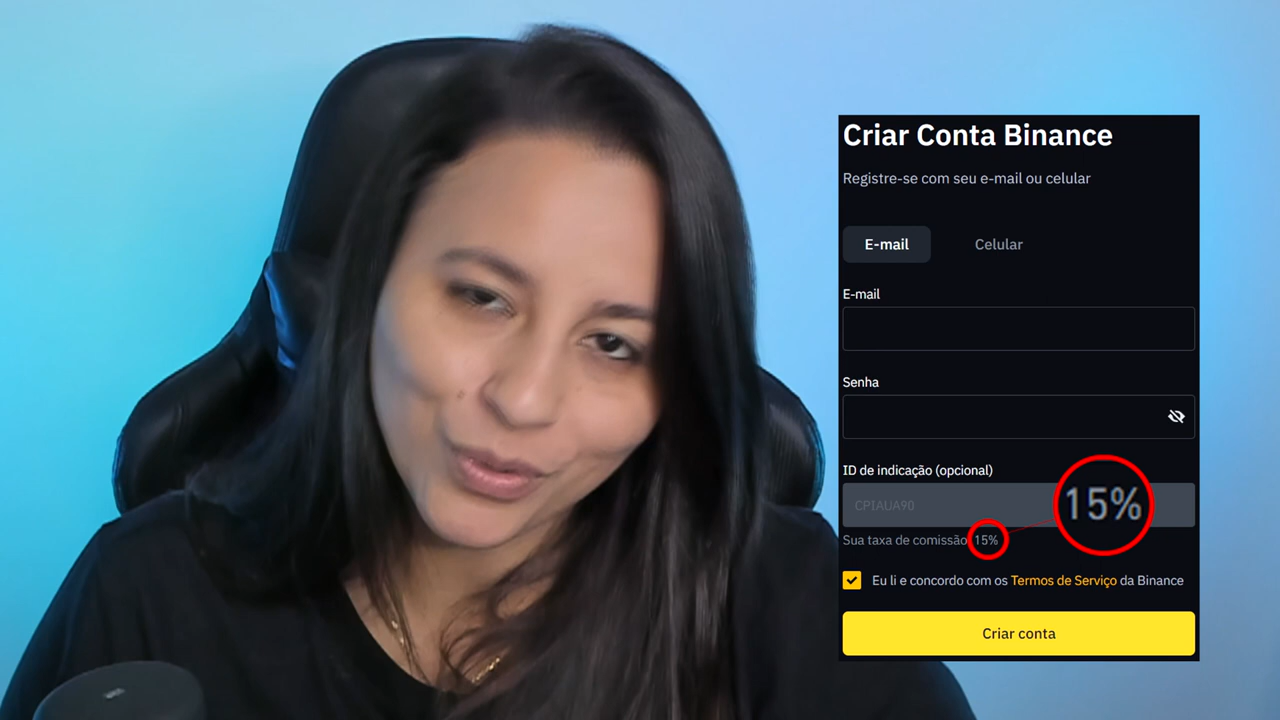 Criar Conta Binance
Registre-se com seu e-mail ou celular
E-mail Celular
E-mail
Senha
ID de indicação (opcional)
CPIAUA90
15%
Sua taxa de comissão 15%
Eu li e concordo com os Termos de Serviço da Binance
Criar conta